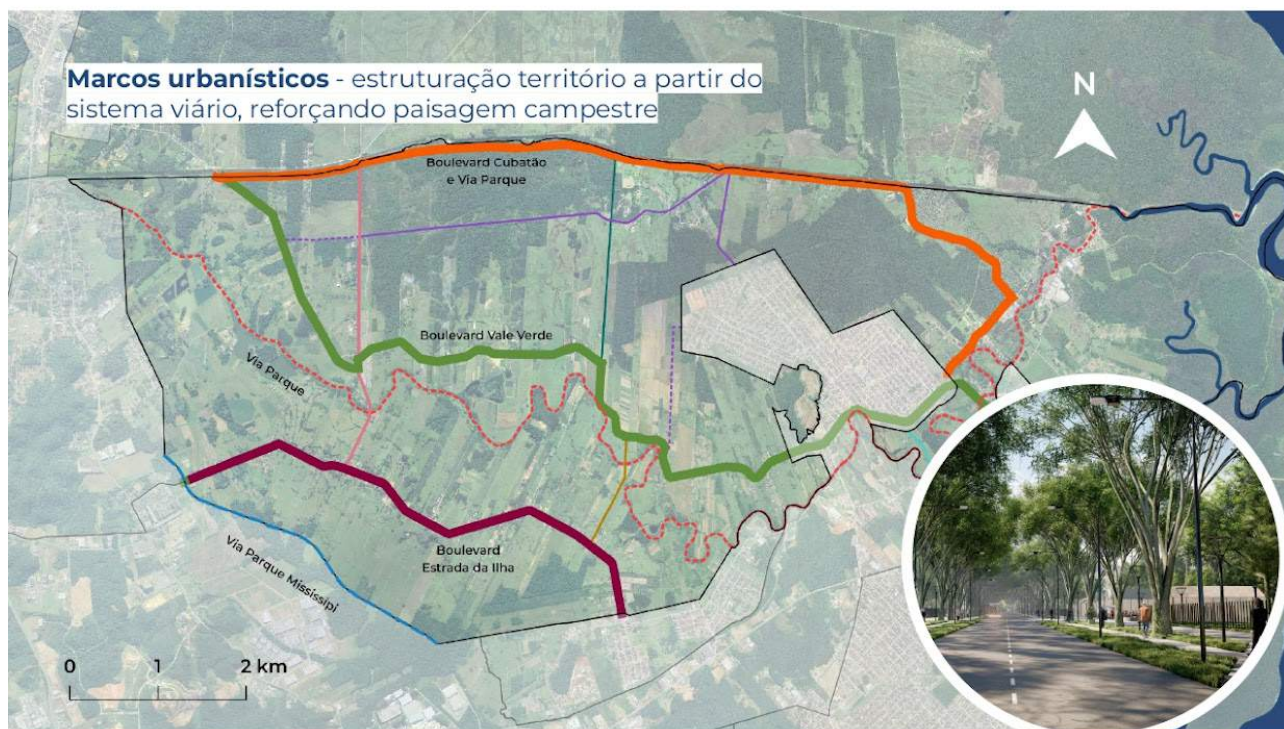 Marcos urbanísticos - estruturação território a partir do
sistema viário, reforçando paisagem campestre
N
Boulevard Cubatão
e Via Parque
Boulevard Vale Verde
Via Parque
Boulevard
Estrada da Ilha
Via Parque Mississipi
0 1 2 km